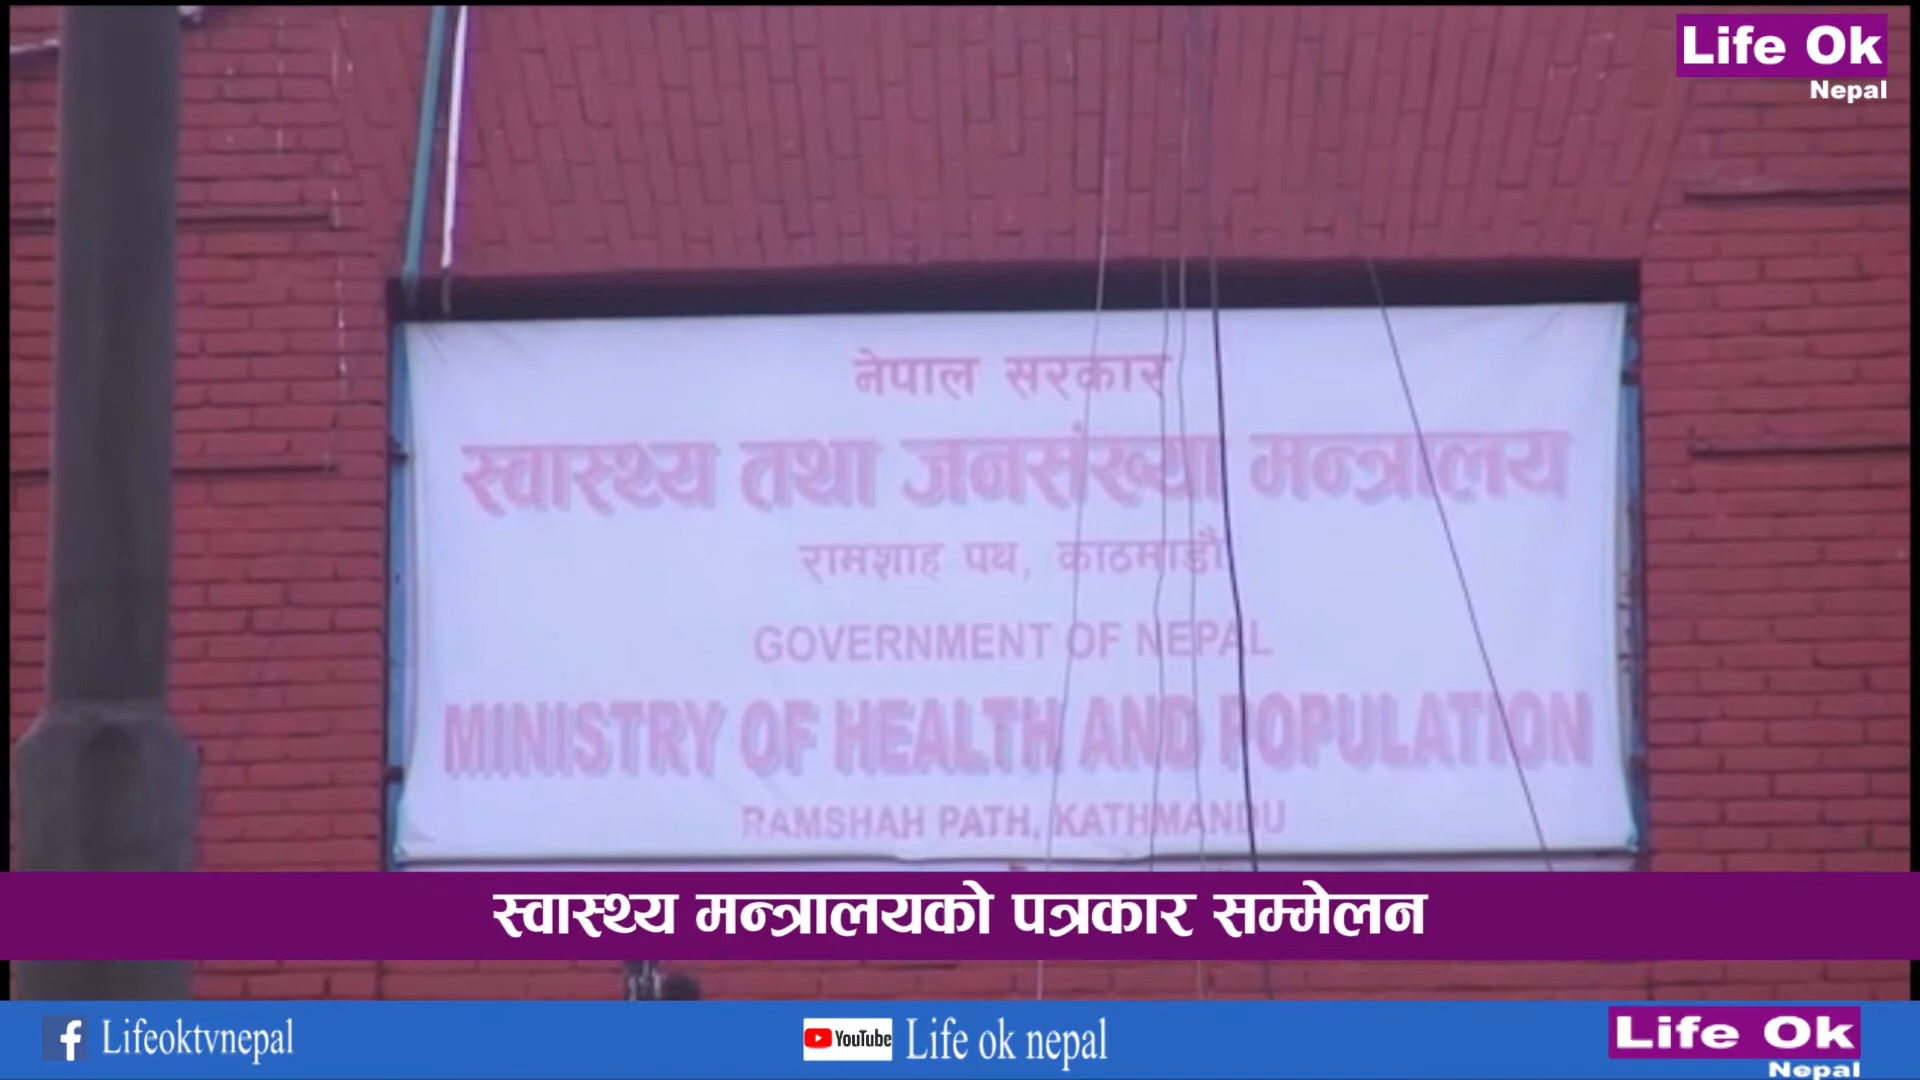 Life Ok
Nepal
नेपाल सरकार
स्वास्थ्य तथा जनसंख्या मन्त्रालय
रामशाह पथ, काठमाडौं
GOVERNMENT OF NEPAL
MINISTRY OF HEALTH AND POPULATION
RAMSHAH PATH, KATHMANDU
स्वास्थ्य मन्त्रालयको पत्रकार सम्मेलन
Lifeoktvnepal
YouTube Life ok nepal
Life Ok
Nepal